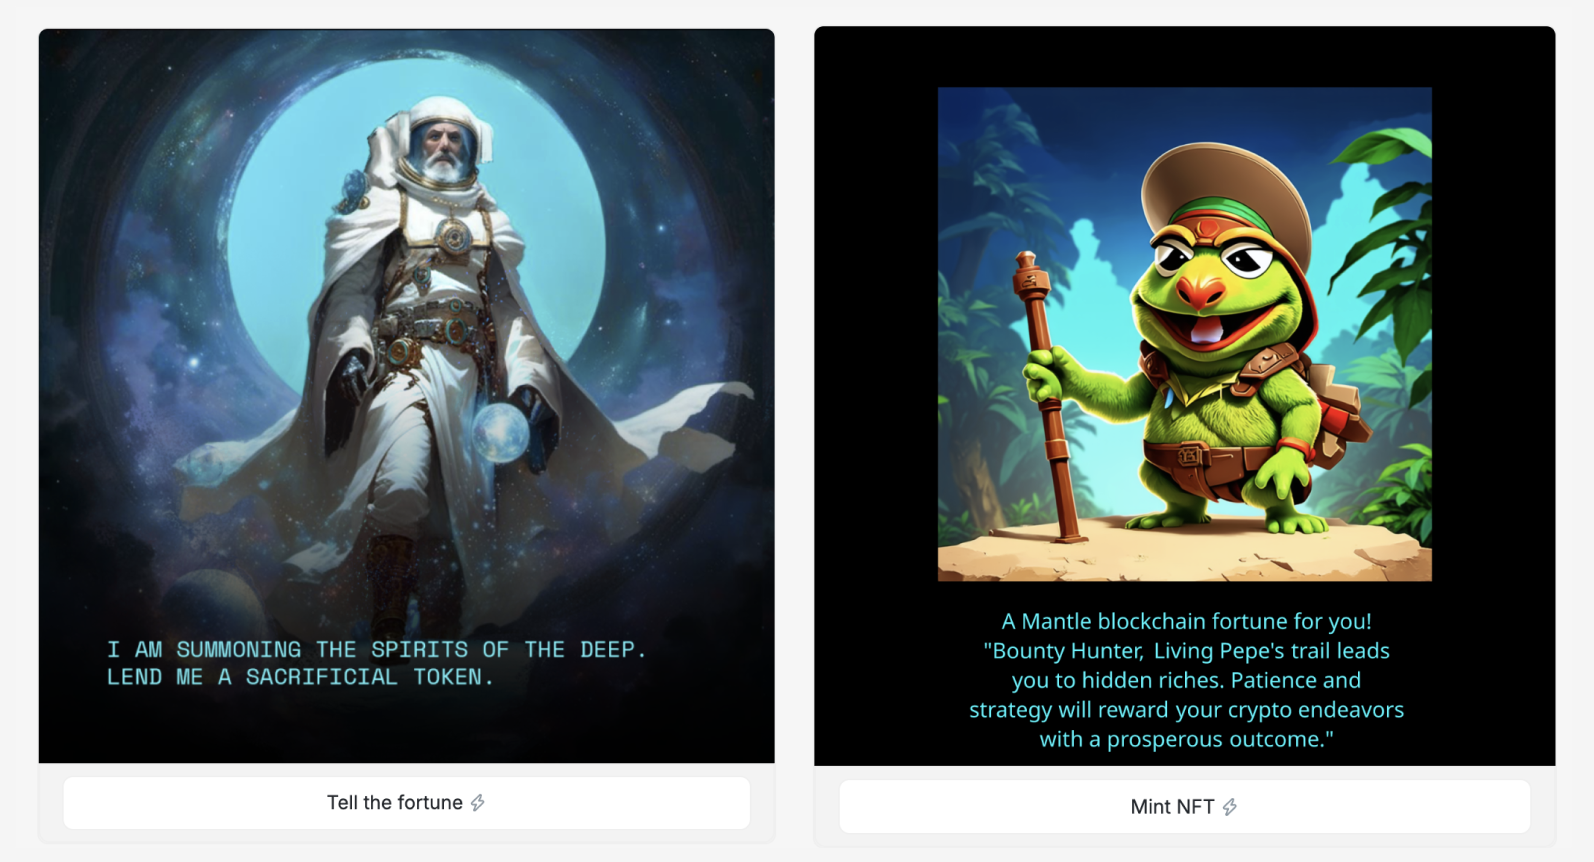 I AM SUMMONING THE SPIRITS OF THE DEEP.
LEND ME A SACRIFICIAL TOKEN.
Tell the fortune
A Mantle blockchain fortune for you!
"Bounty Hunter, Living Pepe's trail leads
you to hidden riches. Patience and
strategy will reward your crypto endeavors
with a prosperous outcome."
Mint NFT